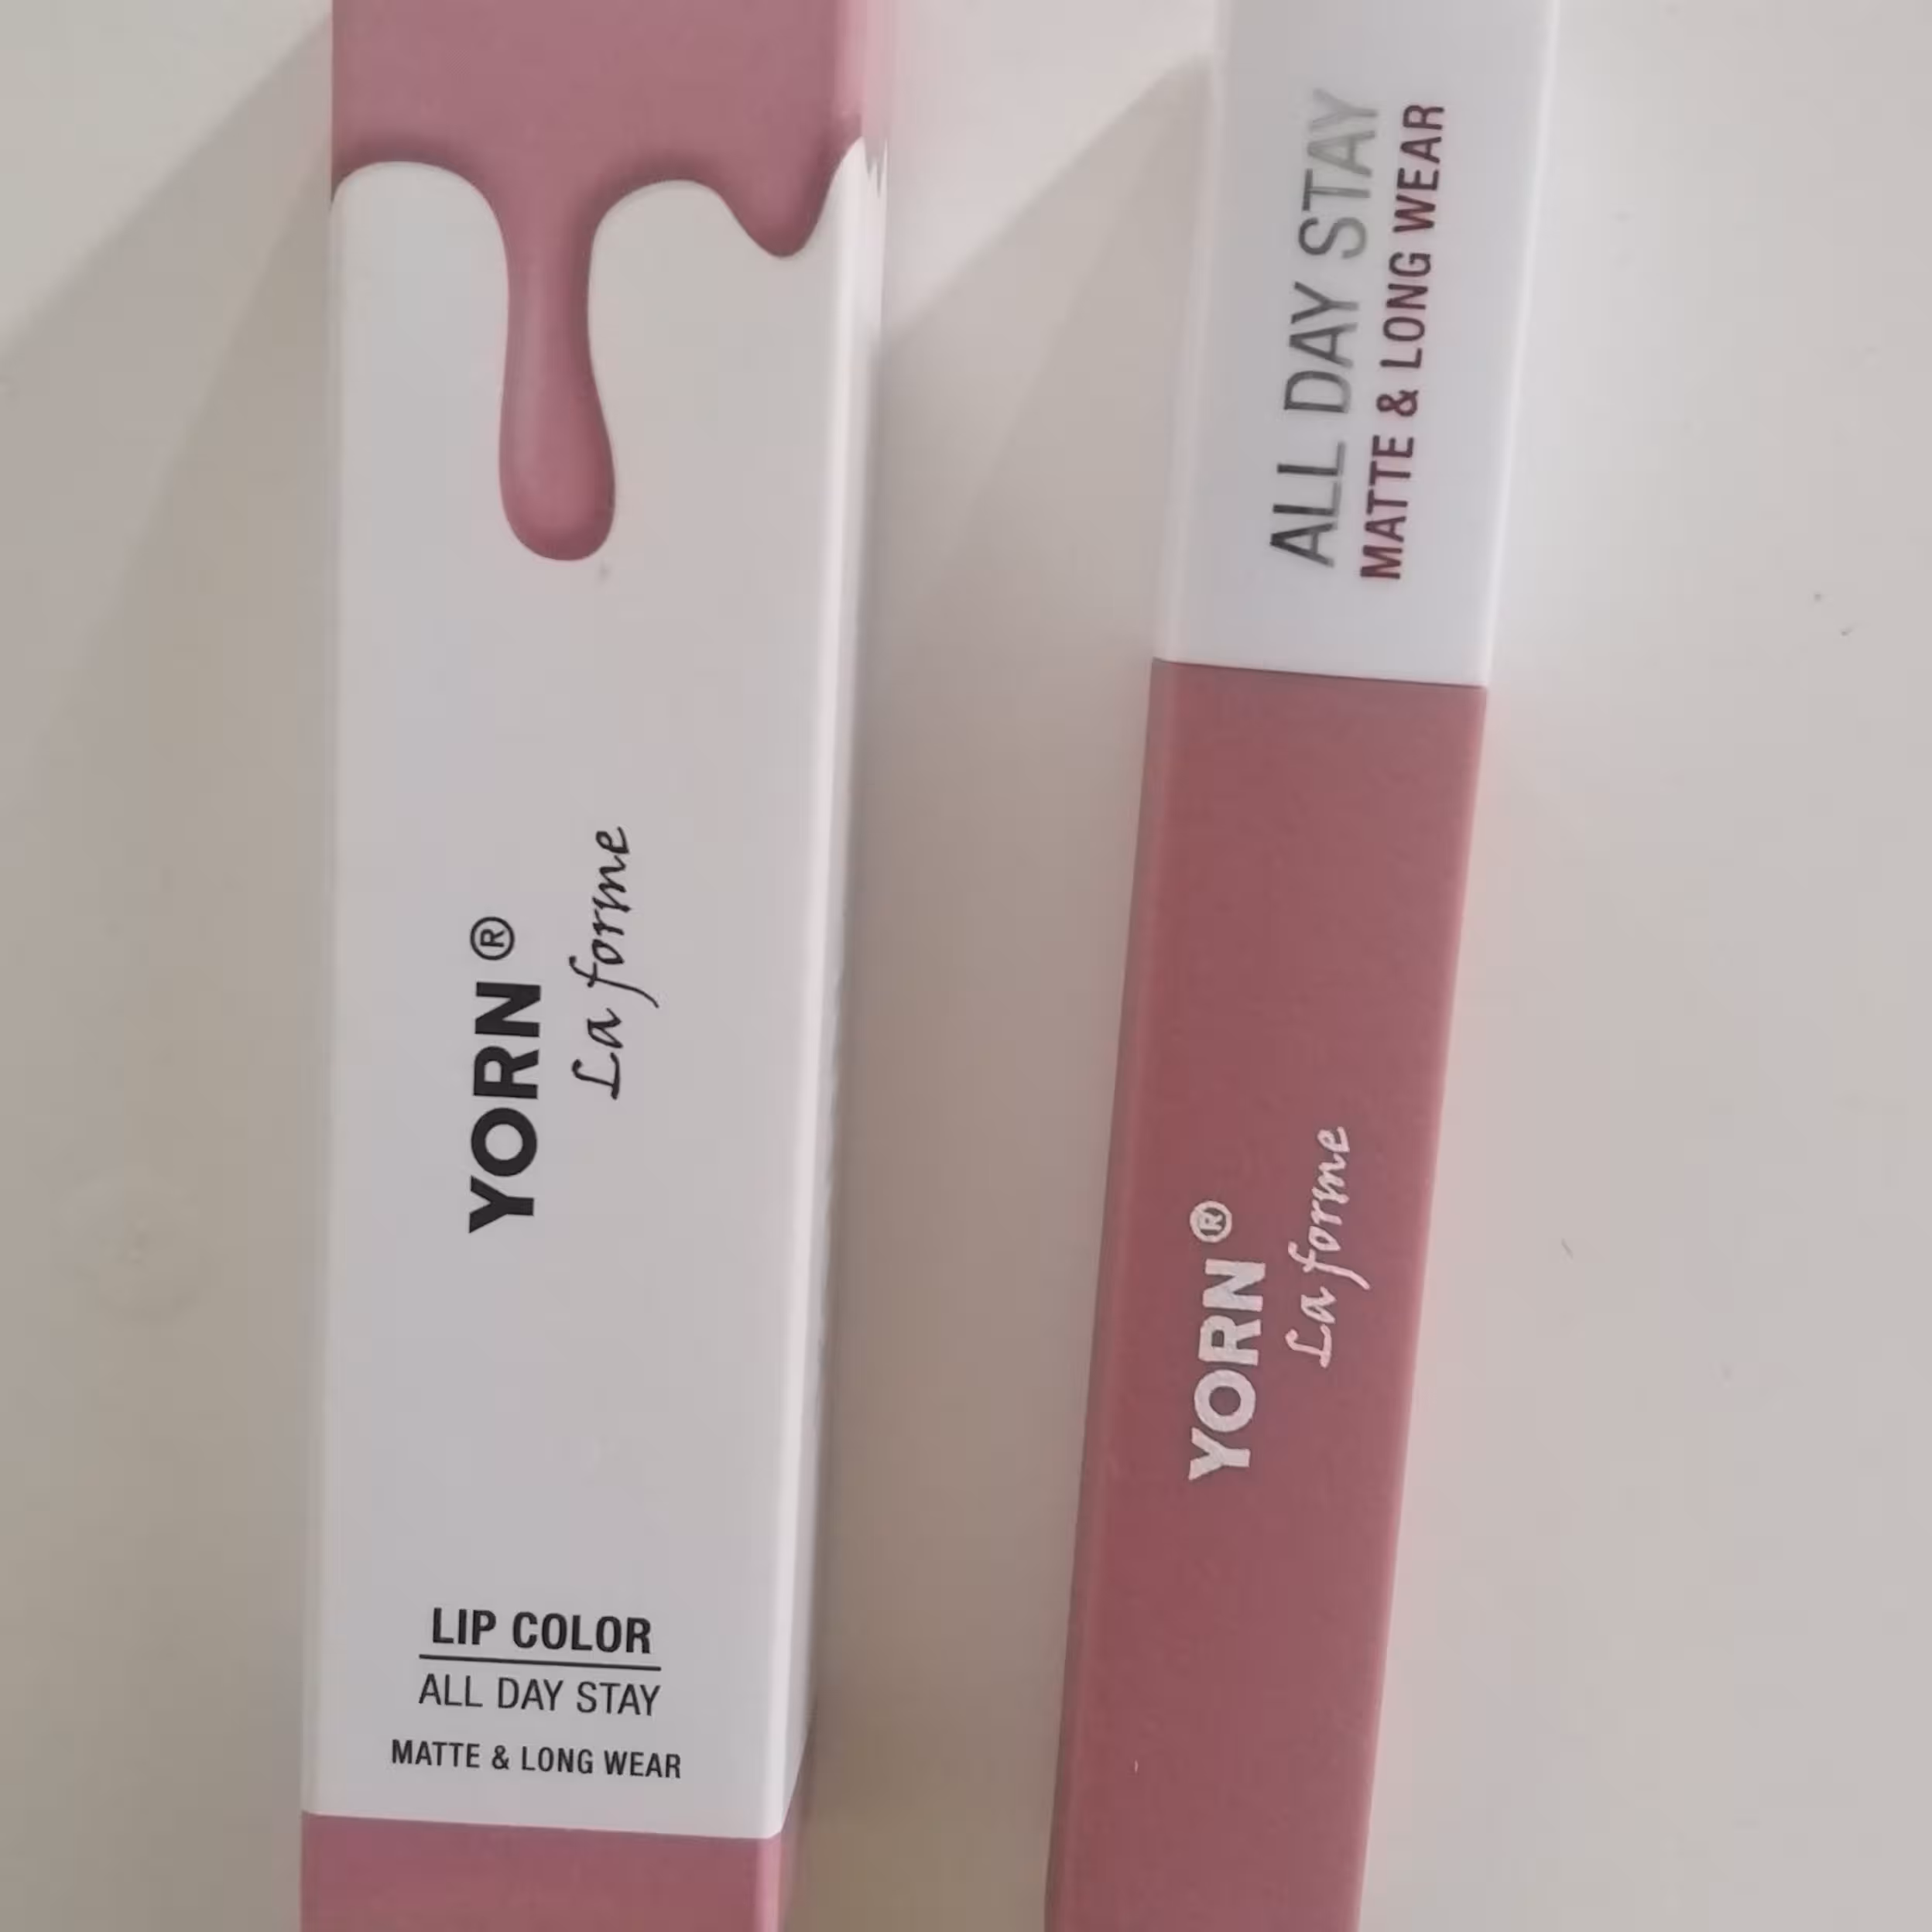 YORN®
La forme
LIP COLOR
ALL DAY STAY
MATTE & LONG WEAR
ALL DAY STAY
MATTE & LONG WEAR
YORN®
La forme